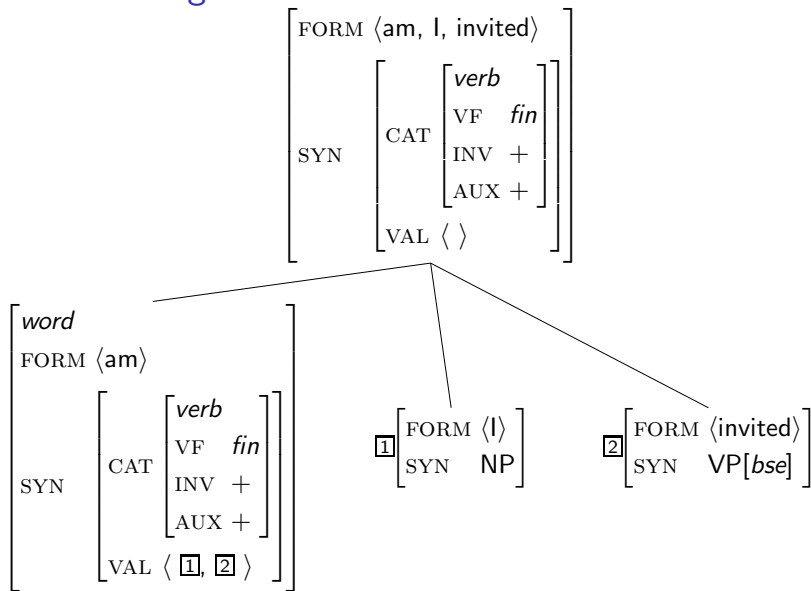 FORM ⟨am, I, invited⟩
SYN
CAT
verb
VF fin
INV +
AUX +
VAL ⟨ ⟩
word
FORM ⟨am⟩
SYN
CAT
verb
VF fin
INV +
AUX +
VAL ⟨ 1, 2 ⟩
1 FORM ⟨I⟩
SYN NP
2 FORM ⟨invited⟩
SYN VP[bse]